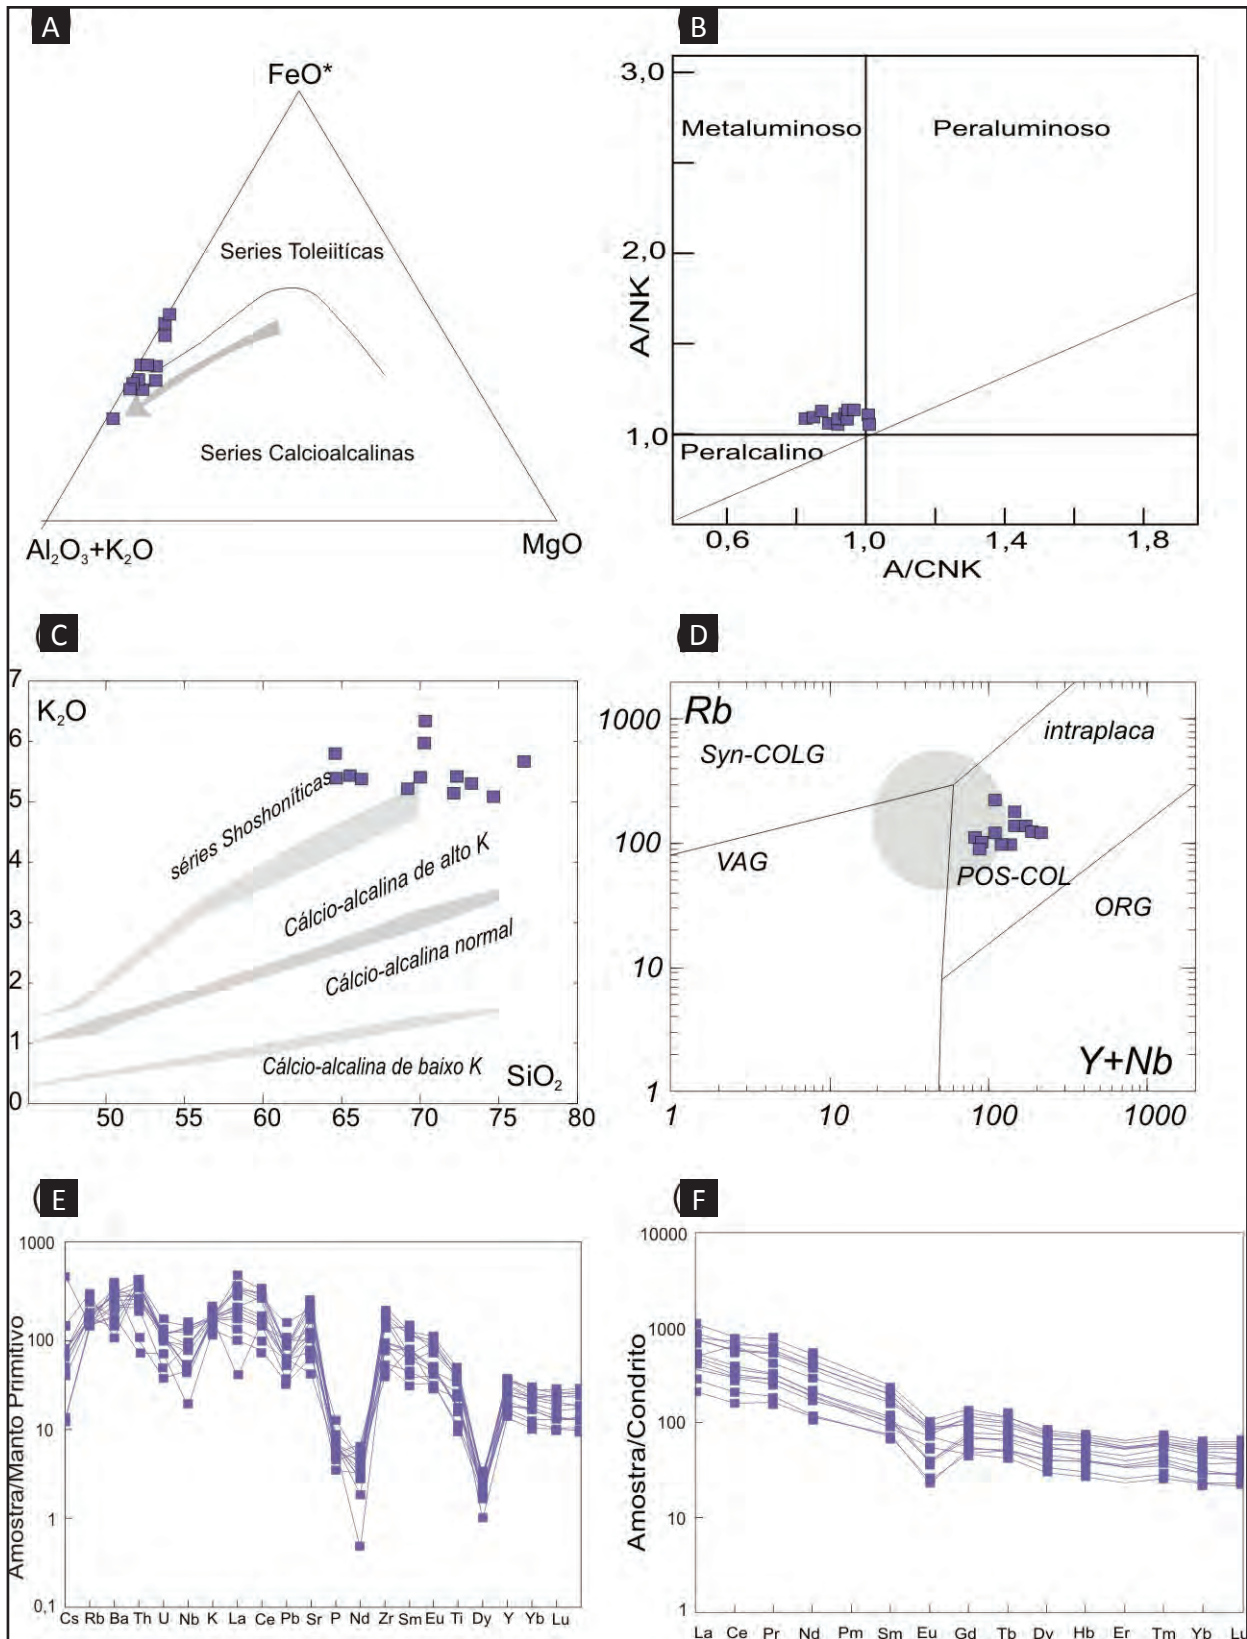 A
FeO*
Series Toleiitícas
Series Calcioalcalinas
Al₂O₃+K₂O
MgO
B
3,0
Metaluminoso
Peraluminoso
2,0
A/NK
1,0
Peralcalino
0,6
1,0
1,4
1,8
A/CNK
C
7
K₂O
6
5
séries Shoshoníticas
4
Cálcio-alcalina de alto K
3
Cálcio-alcalina normal
2
1
Cálcio-alcalina de baixo K
SiO₂
0
50
55
60
65
70
75
80
D
1000
Rb
intraplaca
Syn-COLG
100
VAG
POS-COL
ORG
10
Y+Nb
1
1
10
100
1000
E
1000
100
10
1
0,1
Amostra/Manto Primitivo
Cs Rb Ba Th U Nb K La Ce Pb Sr P Nd Zr Sm Eu Ti Dy Y Yb Lu
F
10000
1000
100
10
1
Amostra/Condrito
La Ce Pr Nd Pm Sm Eu Gd Tb Dy Hb Er Tm Yb Lu